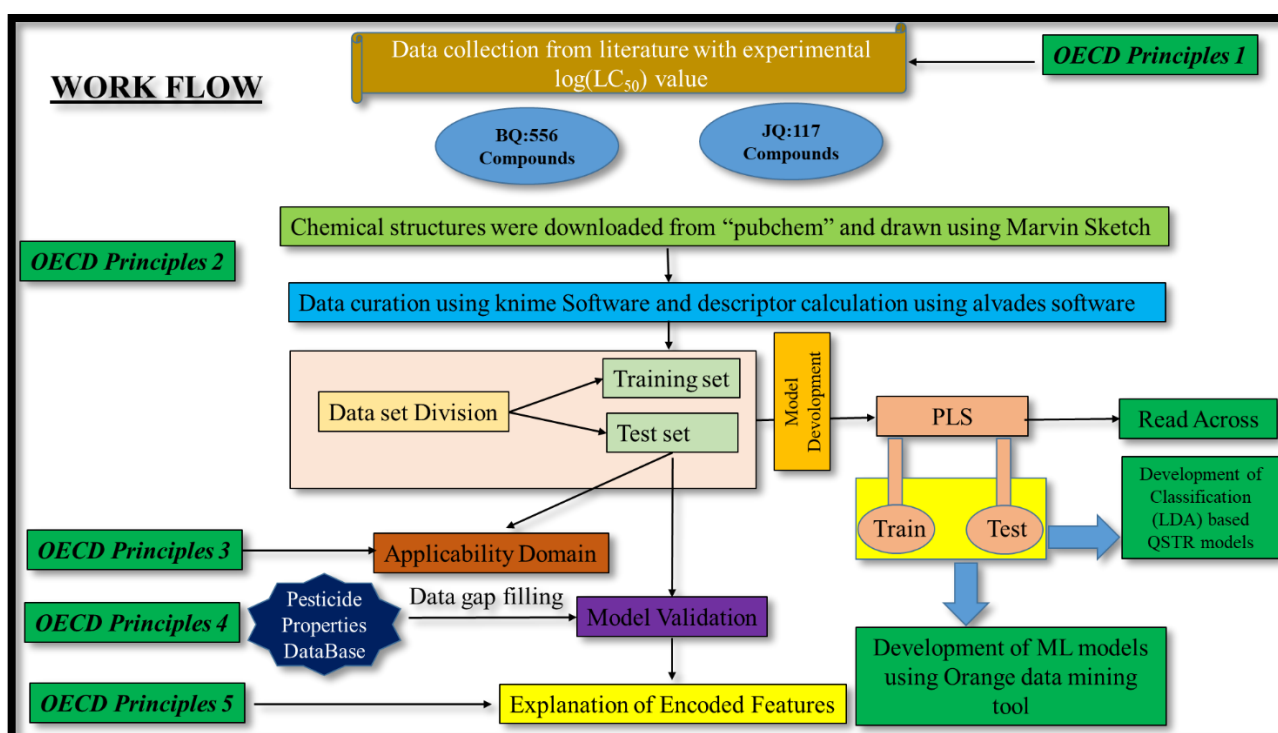 Data collection from literature with experimental
log(LC50) value
OECD Principles 1
WORK FLOW
BQ:556
Compounds
JQ:117
Compounds
Chemical structures were downloaded from “pubchem” and drawn using Marvin Sketch
OECD Principles 2
Data curation using knime Software and descriptor calculation using alvades software
Data set Division
Training set
Test set
Model
Devolopment
PLS
Read Across
Train
Test
Development of
Classification
(LDA) based
QSTR models
OECD Principles 3
Applicability Domain
OECD Principles 4
Pesticide
Properties
DataBase
Data gap filling
Model Validation
Development of ML models
using Orange data mining
tool
OECD Principles 5
Explanation of Encoded Features